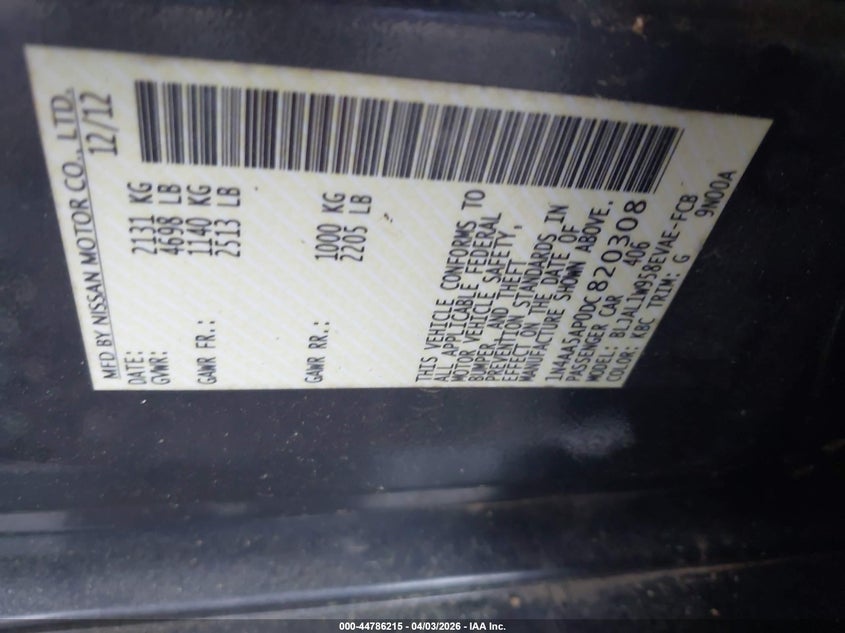 MFD BY NISSAN MOTOR CO., LTD.
DATE: 12/12
GVWR: 2131 KG
4698 LB
GAWR FR.: 1140 KG
2513 LB
GAWR RR.: 1000 KG
2205 LB
THIS VEHICLE CONFORMS TO
ALL APPLICABLE FEDERAL
MOTOR VEHICLE SAFETY,
BUMPER AND THEFT
PREVENTION STANDARDS IN
EFFECT ON THE DATE OF
MANUFACTURE SHOWN ABOVE.
1N4AA5AP0DC820308
PASSENGER CAR 406
MODEL: BLJALIW958EVAE-FCB
COLOR: KBC TRIM: G 9N00A
000-44786215 - 04/03/2026 - IAA Inc.